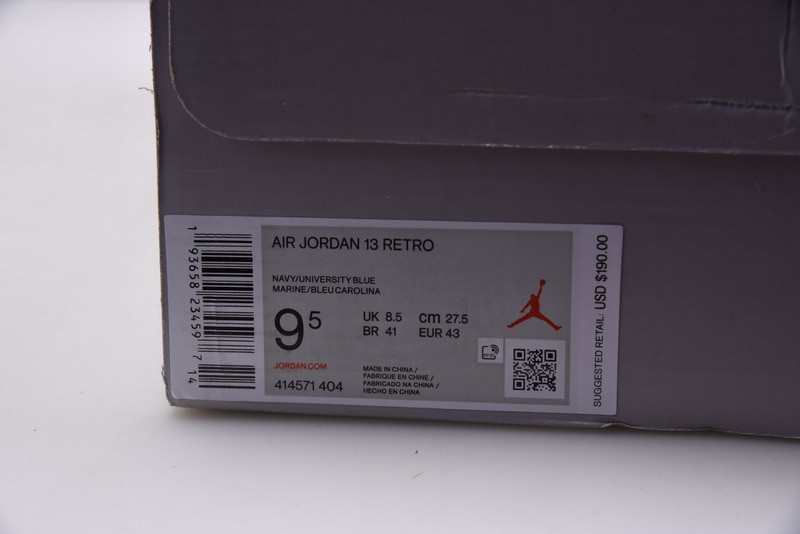 1 93658 23459 7 14
AIR JORDAN 13 RETRO
NAVY/UNIVERSITY BLUE
MARINE/BLEU CAROLINA
9 5
UK 8.5
BR 41
cm 27.5
EUR 43
JORDAN.COM
414571 404
MADE IN CHINA /
FABRIQUE EN CHINE /
FABRICADO NA CHINA /
HECHO EN CHINA
SUGGESTED RETAIL: USD $190.00